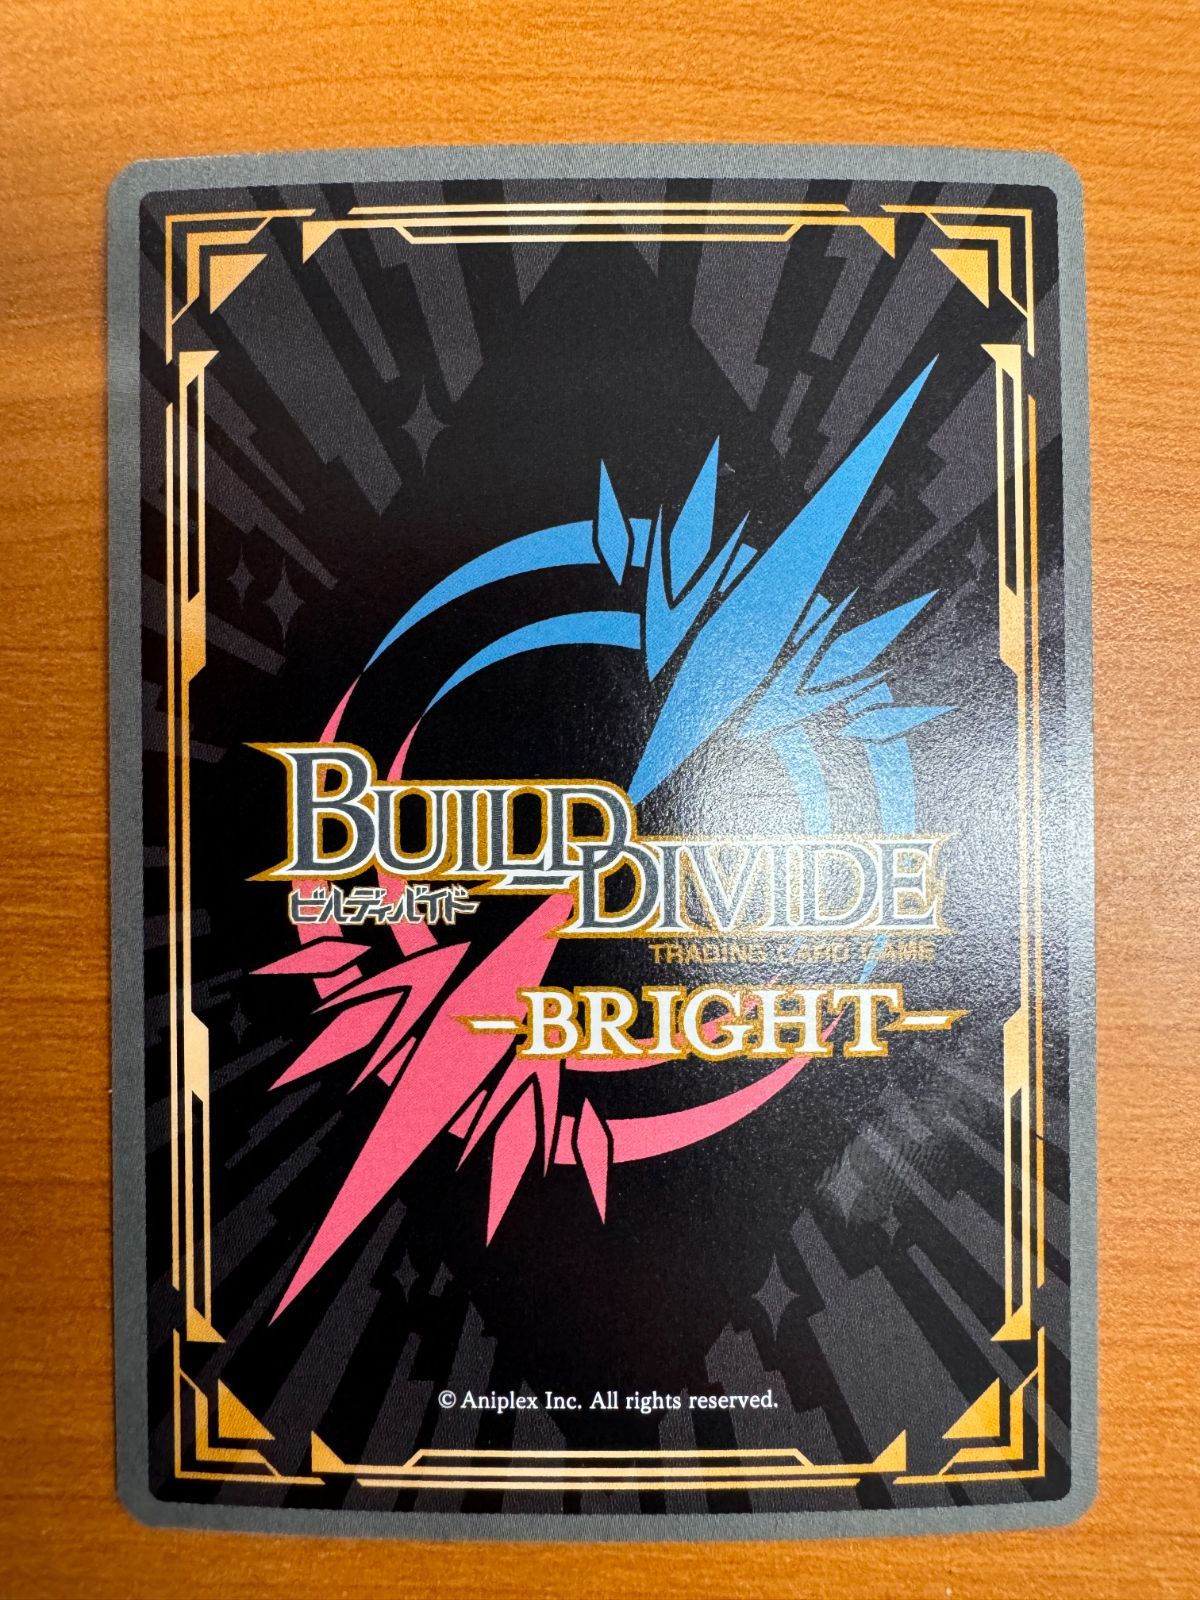 BUILD DIVIDE
ビルディバイド
TRADING CARD GAME
-BRIGHT-
© Aniplex Inc. All rights reserved.